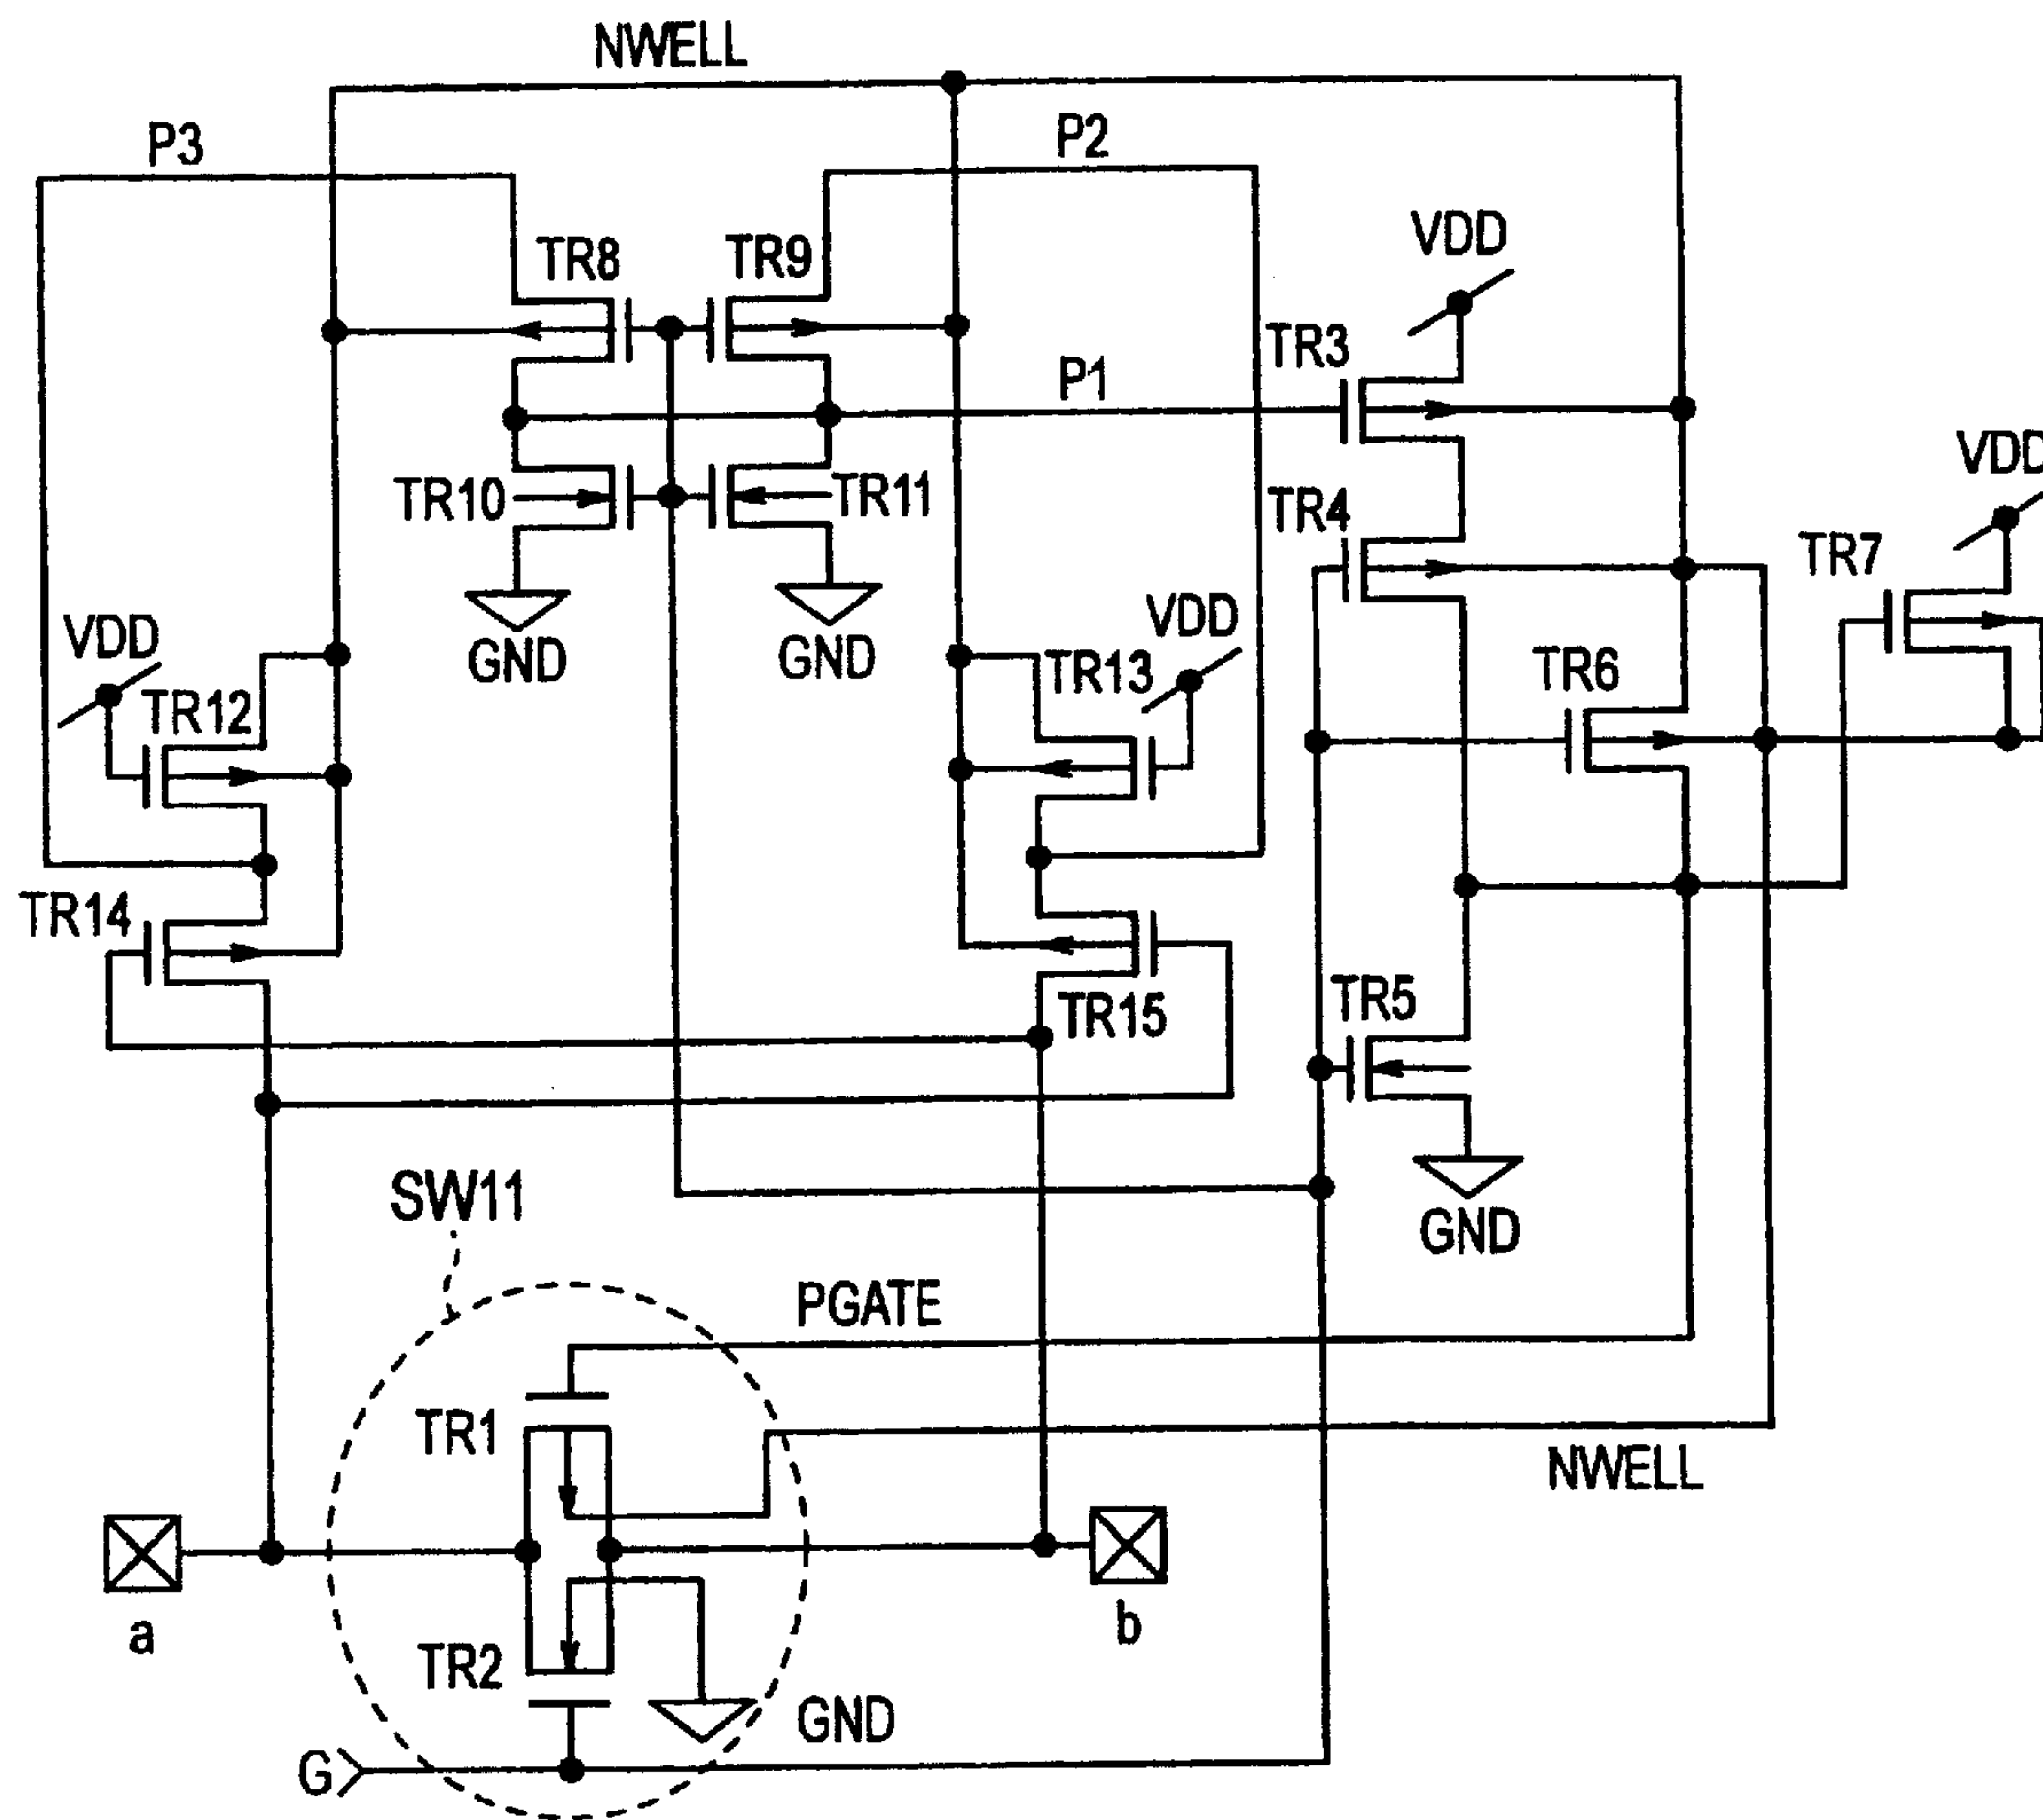 NWELL
P3
P2
VDD
TR8
TR9
TR3
P1
VDD
TR10
TR11
TR4
TR7
VDD
VDD
GND
GND
TR13
TR6
TR12
TR14
TR5
TR15
SW11
GND
PGATE
TR1
NWELL
a
b
TR2
GND
G